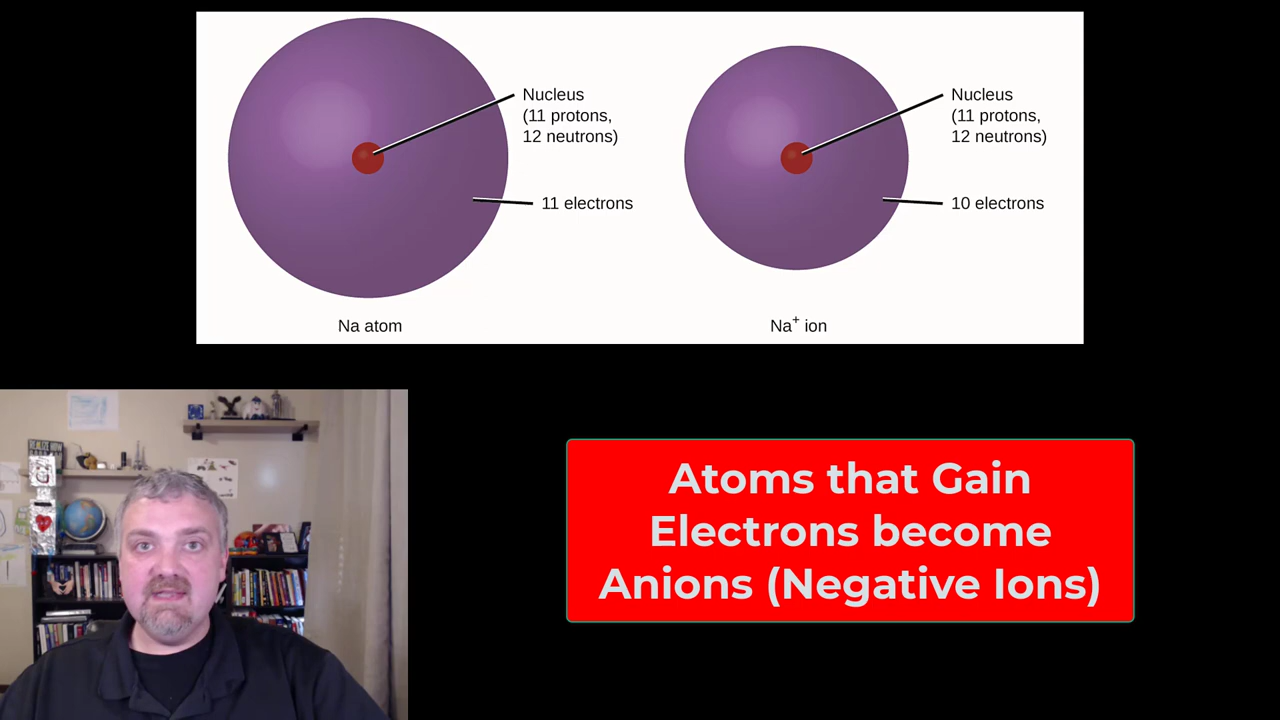 Nucleus
(11 protons,
12 neutrons)
11 electrons
Na atom
Nucleus
(11 protons,
12 neutrons)
10 electrons
Na⁺ ion
Atoms that Gain
Electrons become
Anions (Negative Ions)